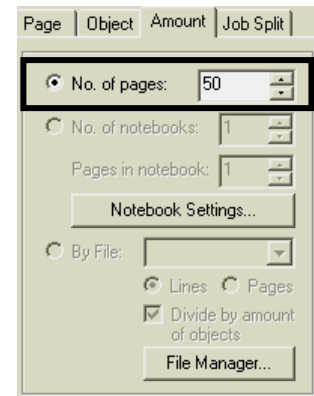 Page Object Amount Job Split
No. of pages: 50
No. of notebooks: 1
Pages in notebook: 1
Notebook Settings...
By File:
Lines Pages
Divide by amount
of objects
File Manager...